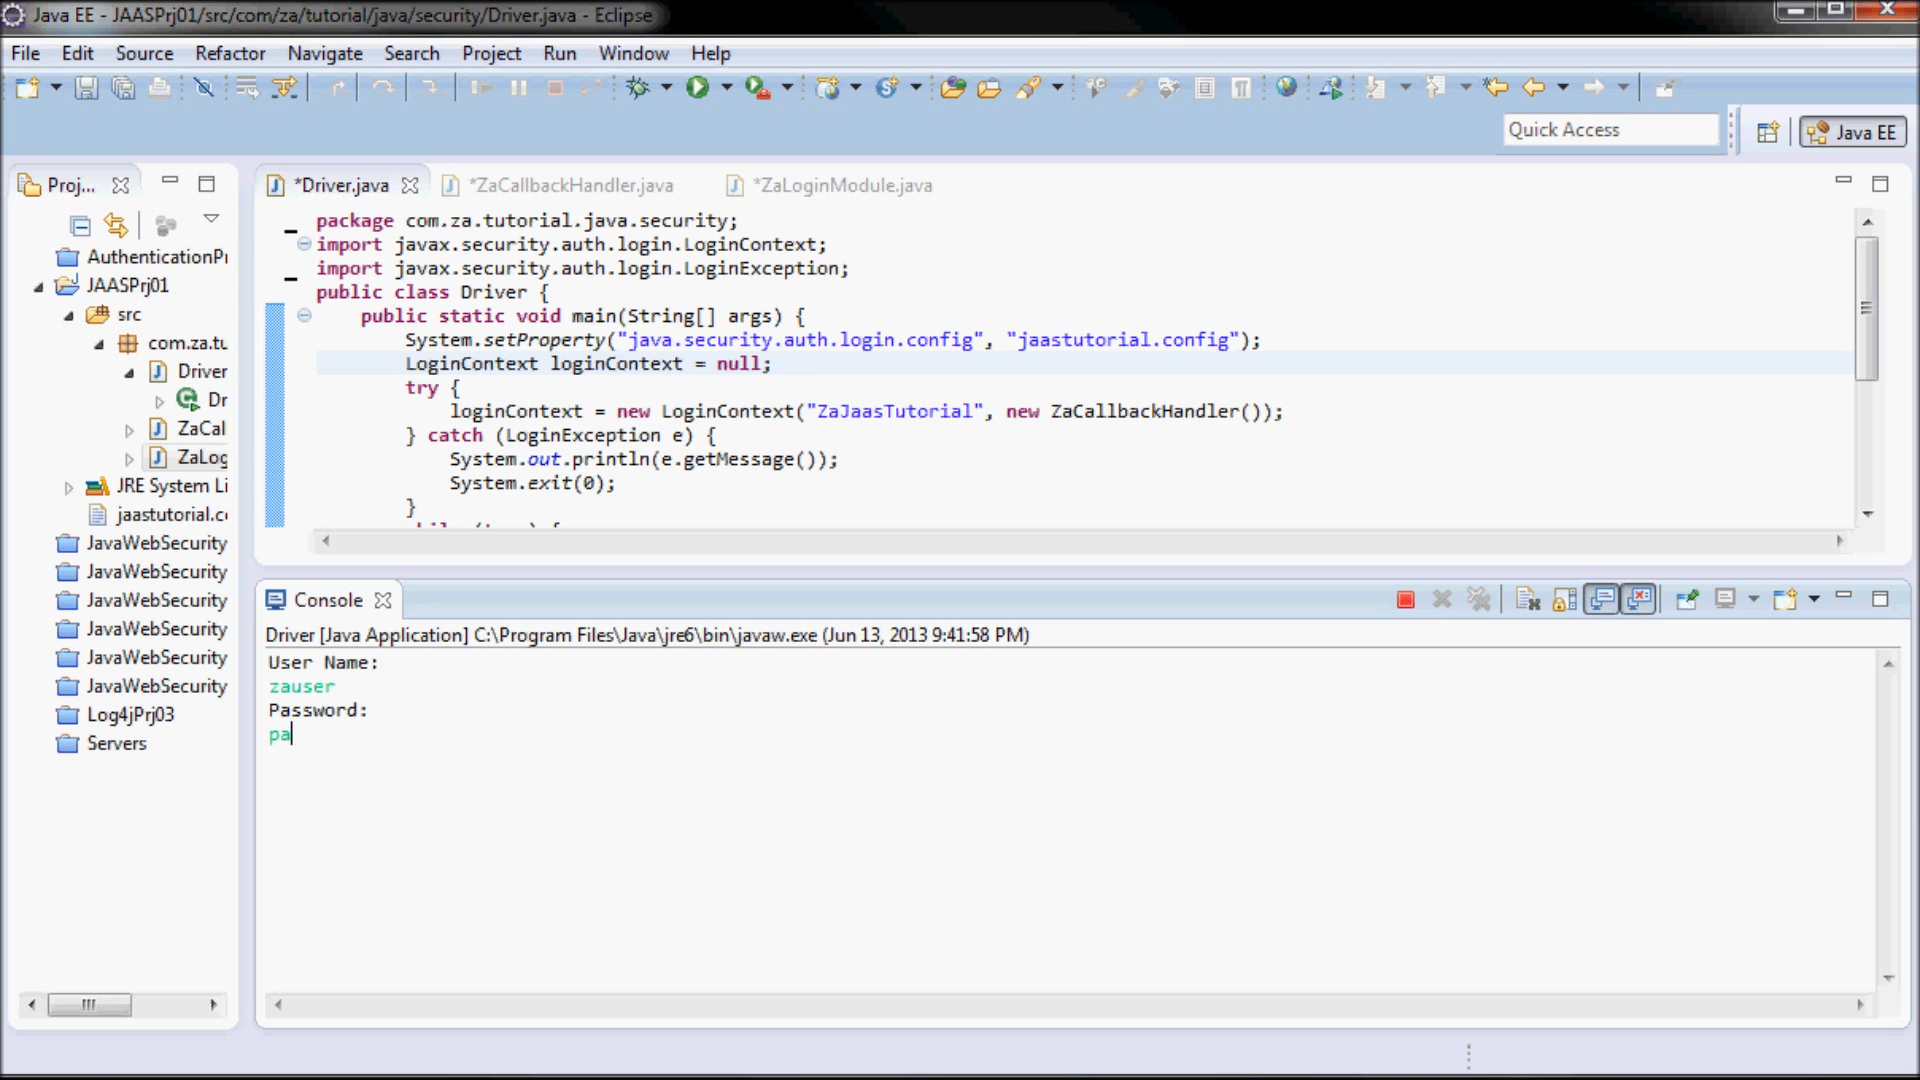 Java EE - JAASPrj01/src/com/za/tutorial/java/security/Driver.java - Eclipse
File Edit Source Refactor Navigate Search Project Run Window Help
Quick Access
Java EE
Proj...
*Driver.java
*ZaCallbackHandler.java
*ZaLoginModule.java
AuthenticationPr
JAASPrj01
src
com.za.tu
Driver
Dr
ZaCal
ZaLog
JRE System Li
jaastutorial.co
JavaWebSecurity
JavaWebSecurity
JavaWebSecurity
JavaWebSecurity
JavaWebSecurity
JavaWebSecurity
Log4jPrj03
Servers
package com.za.tutorial.java.security;
import javax.security.auth.login.LoginContext;
import javax.security.auth.login.LoginException;
public class Driver {
public static void main(String[] args) {
System.setProperty("java.security.auth.login.config", "jaastutorial.config");
LoginContext loginContext = null;
try {
loginContext = new LoginContext("ZaJaasTutorial", new ZaCallbackHandler());
} catch (LoginException e) {
System.out.println(e.getMessage());
System.exit(0);
}
Console
Driver [Java Application] C:\Program Files\Java\jre6\bin\javaw.exe (Jun 13, 2013 9:41:58 PM)
User Name:
zauser
Password:
pa